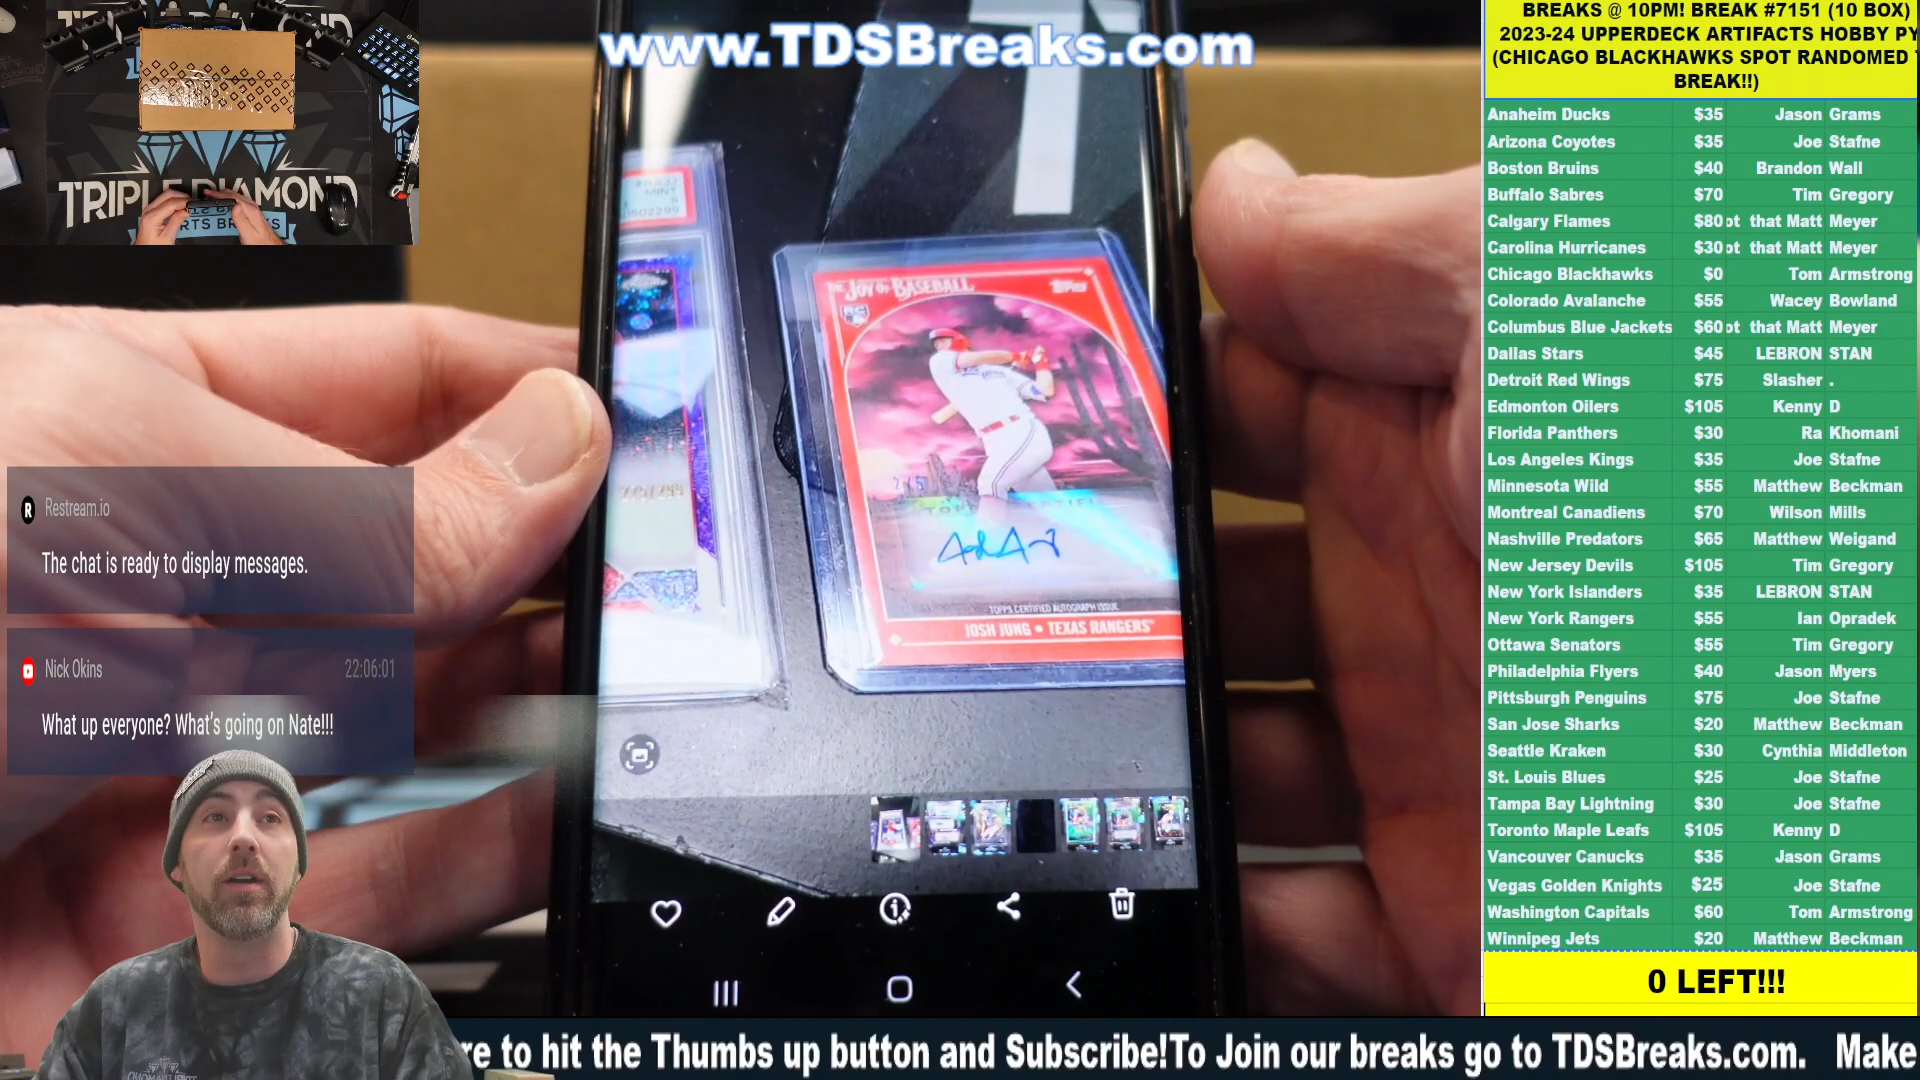 www.TDSBreaks.com
TRIPLE DIAMOND
MINT
THE JOY OF BASEBALL
Topps
RC
TOPPS CERTIFIED AUTOGRAPH ISSUE
JOSH JUNG • TEXAS RANGERS
Restream.io
The chat is ready to display messages.
Nick Okins 22:06:01
What up everyone? What's going on Nate!!!
BREAKS @ 10PM! BREAK #7151 (10 BOX)
2023-24 UPPERDECK ARTIFACTS HOBBY PY
(CHICAGO BLACKHAWKS SPOT RANDOMED
BREAK!!)
Anaheim Ducks $35 Jason Grams
Arizona Coyotes $35 Joe Stafne
Boston Bruins $40 Brandon Wall
Buffalo Sabres $70 Tim Gregory
Calgary Flames $80 ot that Matt Meyer
Carolina Hurricanes $30 ot that Matt Meyer
Chicago Blackhawks $0 Tom Armstrong
Colorado Avalanche $55 Wacey Bowland
Columbus Blue Jackets $60 ot that Matt Meyer
Dallas Stars $45 LEBRON STAN
Detroit Red Wings $75 Slasher .
Edmonton Oilers $105 Kenny D
Florida Panthers $30 Ra Khomani
Los Angeles Kings $35 Joe Stafne
Minnesota Wild $55 Matthew Beckman
Montreal Canadiens $70 Wilson Mills
Nashville Predators $65 Matthew Weigand
New Jersey Devils $105 Tim Gregory
New York Islanders $35 LEBRON STAN
New York Rangers $55 Ian Opradek
Ottawa Senators $55 Tim Gregory
Philadelphia Flyers $40 Jason Myers
Pittsburgh Penguins $75 Joe Stafne
San Jose Sharks $20 Matthew Beckman
Seattle Kraken $30 Cynthia Middleton
St. Louis Blues $25 Joe Stafne
Tampa Bay Lightning $30 Joe Stafne
Toronto Maple Leafs $105 Kenny D
Vancouver Canucks $35 Jason Grams
Vegas Golden Knights $25 Joe Stafne
Washington Capitals $60 Tom Armstrong
Winnipeg Jets $20 Matthew Beckman
0 LEFT!!!
re to hit the Thumbs up button and Subscribe!To Join our breaks go to TDSBreaks.com. Make